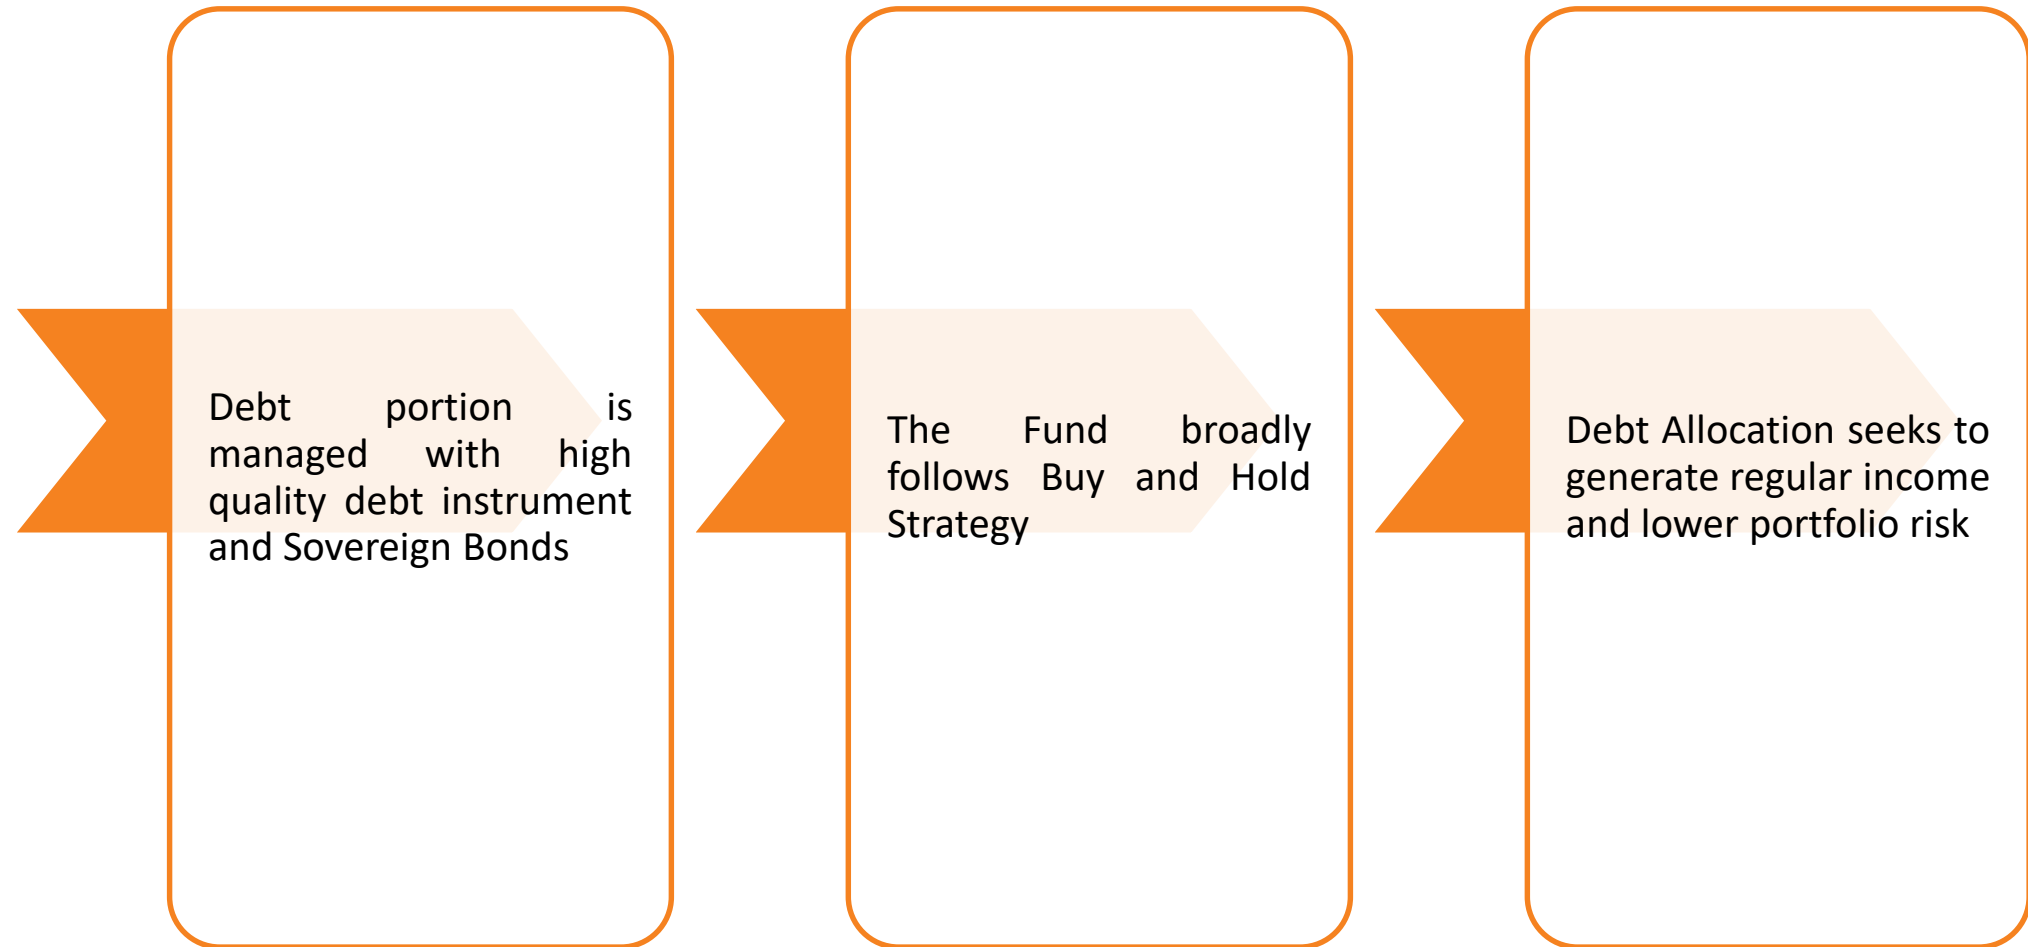 Debt portion is
managed with high
quality debt instrument
and Sovereign Bonds
The Fund broadly
follows Buy and Hold
Strategy
Debt Allocation seeks to
generate regular income
and lower portfolio risk